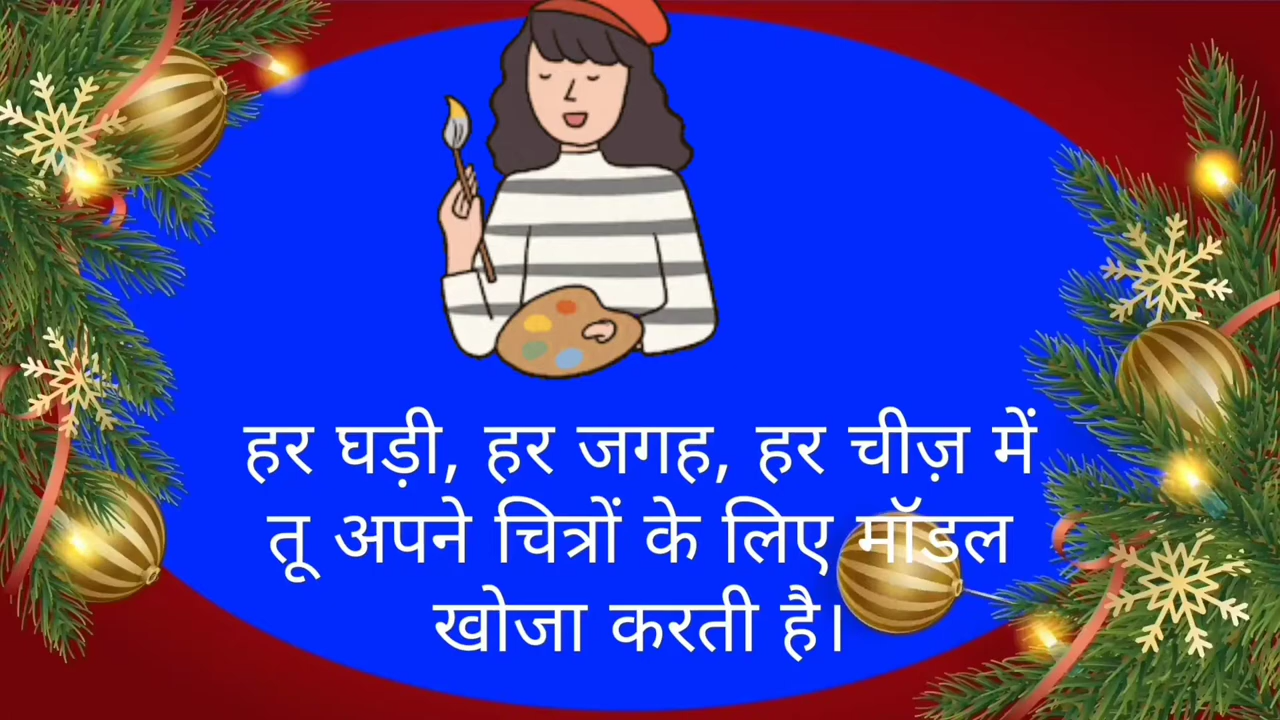 हर घड़ी, हर जगह, हर चीज़ में
तू अपने चित्रों के लिए मॉडल
खोजा करती है।